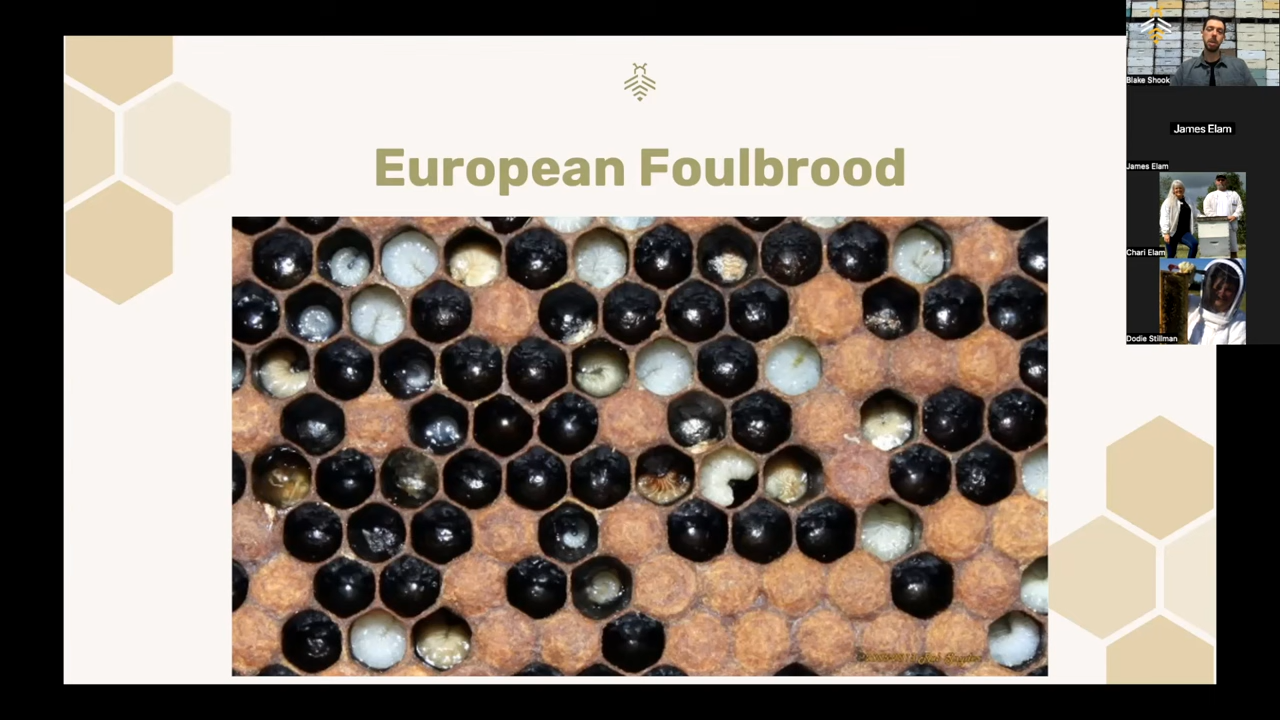 European Foulbrood
Blake Shook
James Elam
James Elam
Chari Elam
Dodie Stillman